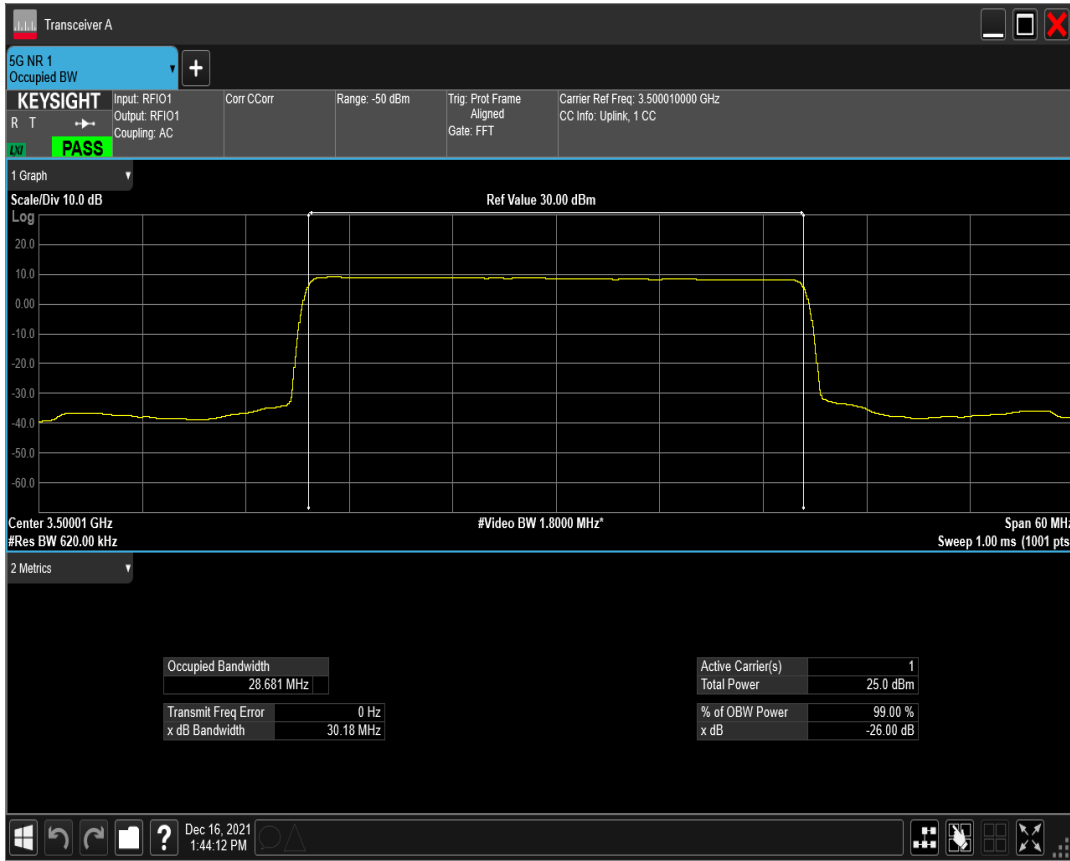 Transceiver A
5G NR 1
Occupied BW
+
KEYSIGHT
R T
LXI
PASS
Input: RFIO1
Output: RFIO1
Coupling: AC
Corr CCorr
Range: -50 dBm
Trig: Prot Frame
Aligned
Gate: FFT
Carrier Ref Freq: 3.500010000 GHz
CC Info: Uplink, 1 CC
1 Graph
Scale/Div 10.0 dB
Ref Value 30.00 dBm
Log
20.0
10.0
0.00
-10.0
-20.0
-30.0
-40.0
-50.0
-60.0
Center 3.50001 GHz
#Video BW 1.8000 MHz*
Span 60 MHz
#Res BW 620.00 kHz
Sweep 1.00 ms (1001 pts
2 Metrics
Occupied Bandwidth
28.681 MHz
Transmit Freq Error 0 Hz
x dB Bandwidth 30.18 MHz
Active Carrier(s) 1
Total Power 25.0 dBm
% of OBW Power 99.00 %
x dB -26.00 dB
?
Dec 16, 2021
1:44:12 PM